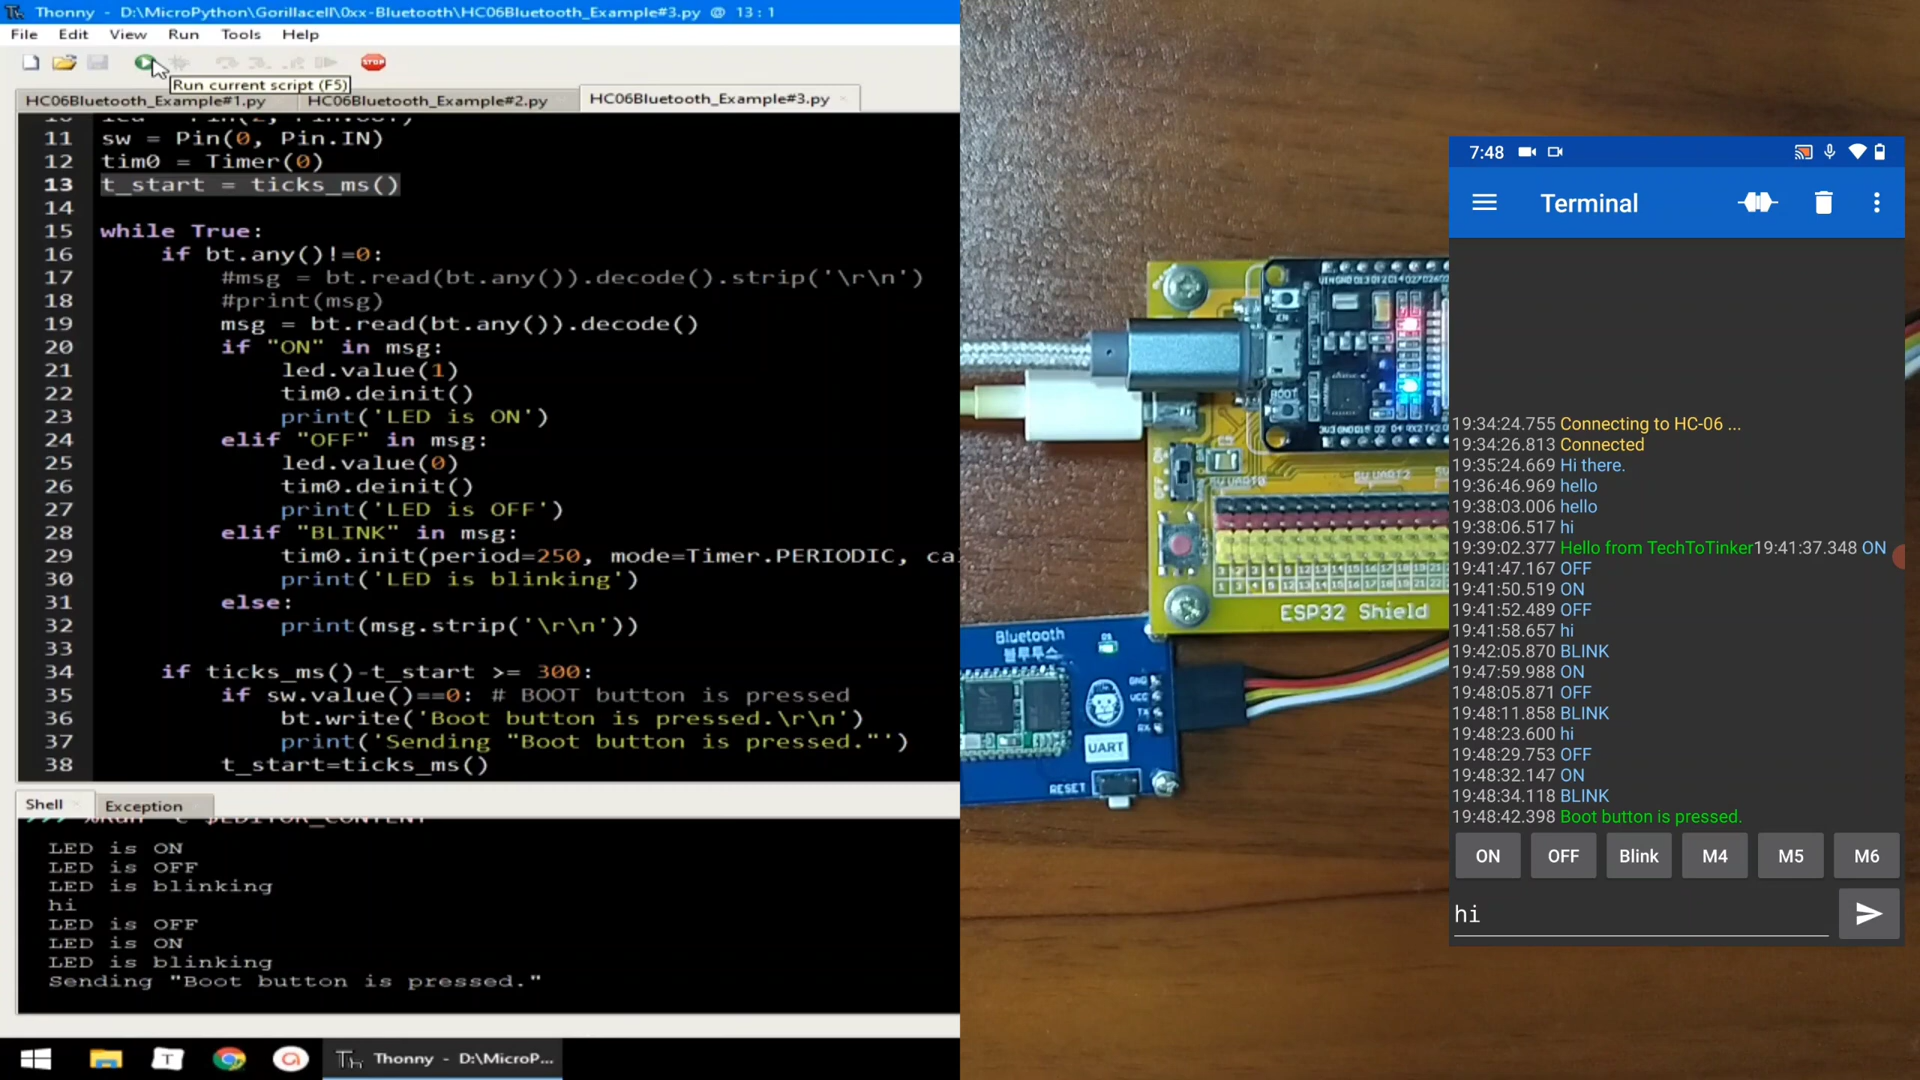 Thonny - D:\MicroPython\Gorillacell\0xx-Bluetooth\HC06Bluetooth_Example#3.py @ 13 : 1
File Edit View Run Tools Help
Run current script (F5)
HC06Bluetooth_Example#1.py HC06Bluetooth_Example#2.py HC06Bluetooth_Example#3.py
11 sw = Pin(0, Pin.IN)
12 tim0 = Timer(0)
13 t_start = ticks_ms()
14
15 while True:
16 if bt.any()!=0:
17 #msg = bt.read(bt.any()).decode().strip('\r\n')
18 #print(msg)
19 msg = bt.read(bt.any()).decode()
20 if "ON" in msg:
21 led.value(1)
22 tim0.deinit()
23 print('LED is ON')
24 elif "OFF" in msg:
25 led.value(0)
26 tim0.deinit()
27 print('LED is OFF')
28 elif "BLINK" in msg:
29 tim0.init(period=250, mode=Timer.PERIODIC, ca
30 print('LED is blinking')
31 else:
32 print(msg.strip('\r\n'))
33
34 if ticks_ms()-t_start >= 300:
35 if sw.value()==0: # BOOT button is pressed
36 bt.write('Boot button is pressed.\r\n')
37 print('Sending "Boot button is pressed."')
38 t_start=ticks_ms()
Shell Exception
LED is ON
LED is OFF
LED is blinking
hi
LED is OFF
LED is ON
LED is blinking
Sending "Boot button is pressed."
Thonny - D:\MicroP...
EN
BOOT
ESP32 Shield
Bluetooth
블루투스
GND
VCC
TX
RX
UART
RESET
7:48
Terminal
19:34:24.755 Connecting to HC-06 ...
19:34:26.813 Connected
19:35:24.669 Hi there.
19:36:46.969 hello
19:38:03.006 hello
19:38:06.517 hi
19:39:02.377 Hello from TechToTinker19:41:37.348 ON
19:41:47.167 OFF
19:41:50.519 ON
19:41:52.489 OFF
19:41:58.657 hi
19:42:05.870 BLINK
19:47:59.988 ON
19:48:05.871 OFF
19:48:11.858 BLINK
19:48:23.600 hi
19:48:29.753 OFF
19:48:32.147 ON
19:48:34.118 BLINK
19:48:42.398 Boot button is pressed.
ON OFF Blink M4 M5 M6
hi